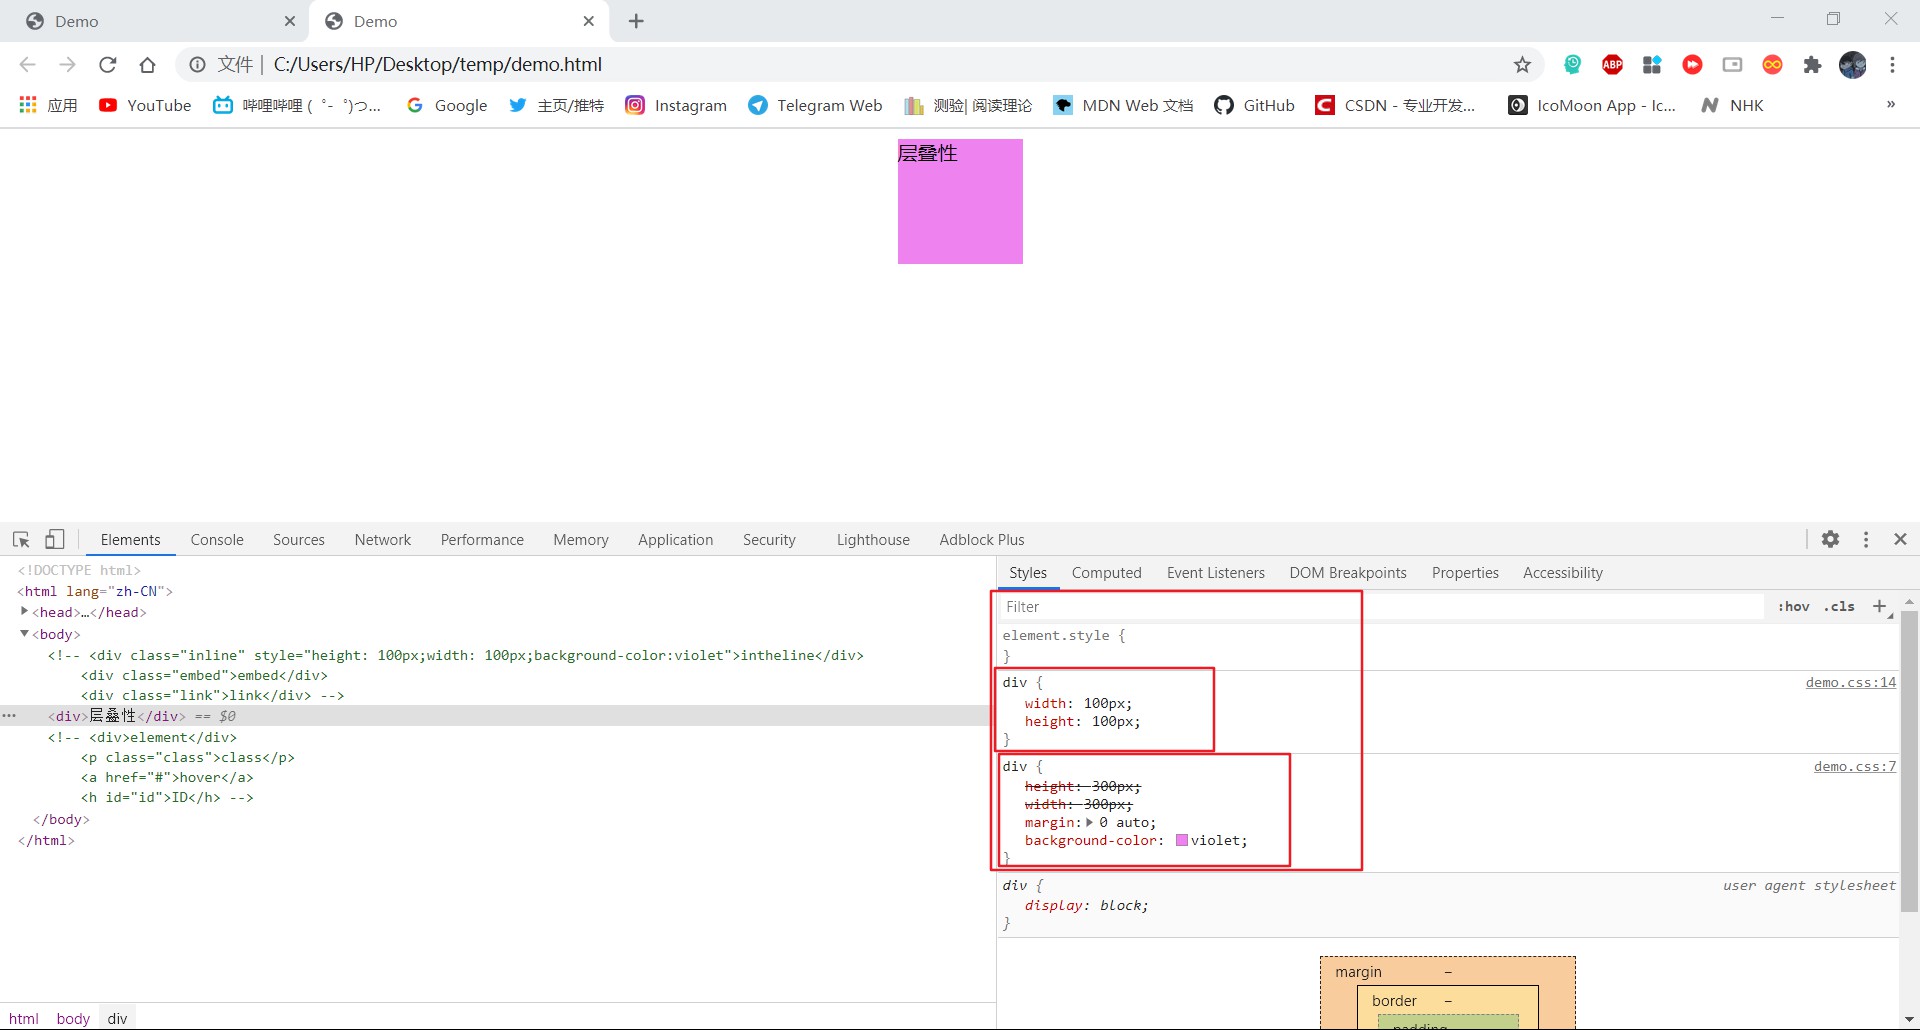 Demo
Demo
文件 | C:/Users/HP/Desktop/temp/demo.html
ABP
应用 YouTube 哔哩哔哩 ( ゜- ゜)つ... Google 主页/推特 Instagram Telegram Web 测验| 阅读理论 MDN Web 文档 GitHub CSDN - 专业开发... IcoMoon App - Ic... NHK »
层叠性
Elements Console Sources Network Performance Memory Application Security Lighthouse Adblock Plus
<!DOCTYPE html>
<html lang="zh-CN">
<head>…</head>
<body>
<!-- <div class="inline" style="height: 100px;width: 100px;background-color:violet">intheline</div>
<div class="embed">embed</div>
<div class="link">link</div> -->
<div>层叠性</div> == $0
<!-- <div>element</div>
<p class="class">class</p>
<a href="#">hover</a>
<h id="id">ID</h> -->
</body>
</html>
html body div
Styles Computed Event Listeners DOM Breakpoints Properties Accessibility
Filter :hov .cls +
element.style {
}
div { demo.css:14
width: 100px;
height: 100px;
}
div { demo.css:7
height: 300px;
width: 300px;
margin: 0 auto;
background-color: violet;
}
div { user agent stylesheet
display: block;
}
margin –
border –
padding